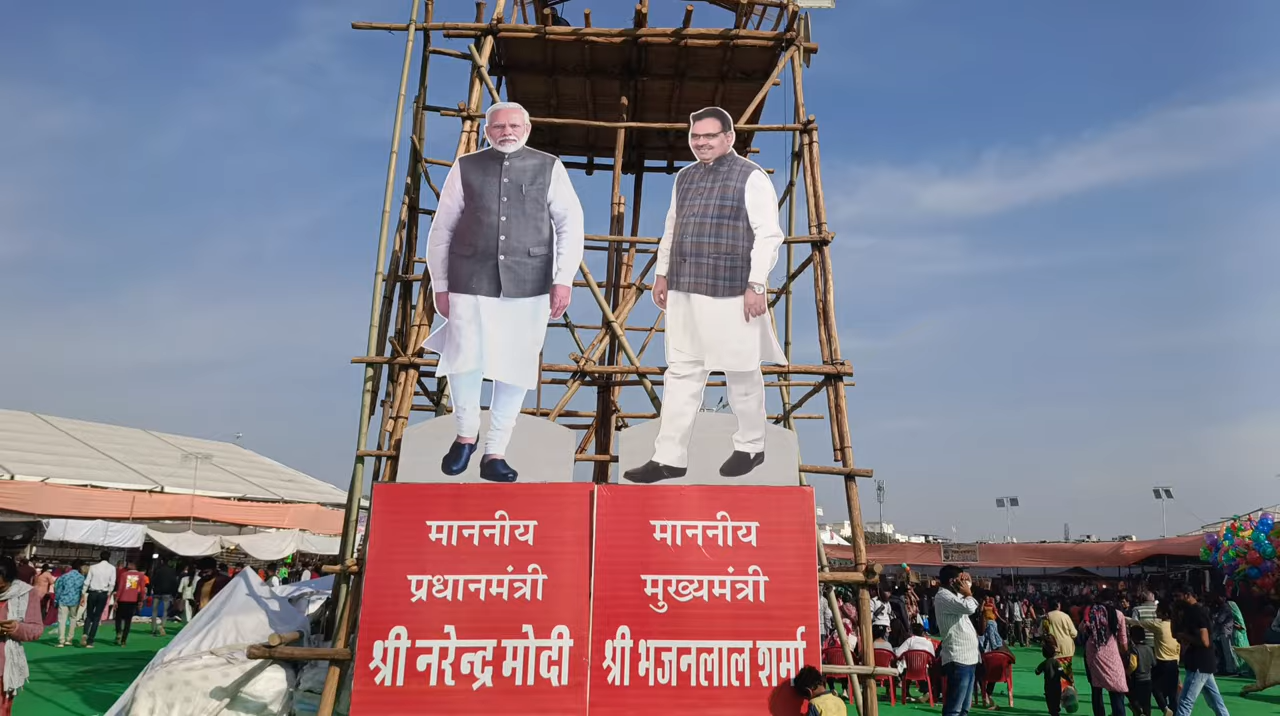 माननीय
प्रधानमंत्री
श्री नरेन्द्र मोदी
माननीय
मुख्यमंत्री
श्री भजनलाल शर्मा